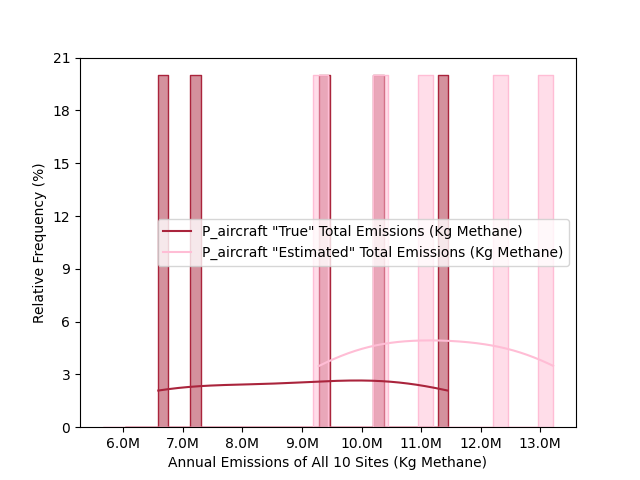 21
18
15
12
9
6
3
0
Relative Frequency (%)
P_aircraft "True" Total Emissions (Kg Methane)
P_aircraft "Estimated" Total Emissions (Kg Methane)
6.0M 7.0M 8.0M 9.0M 10.0M 11.0M 12.0M 13.0M
Annual Emissions of All 10 Sites (Kg Methane)